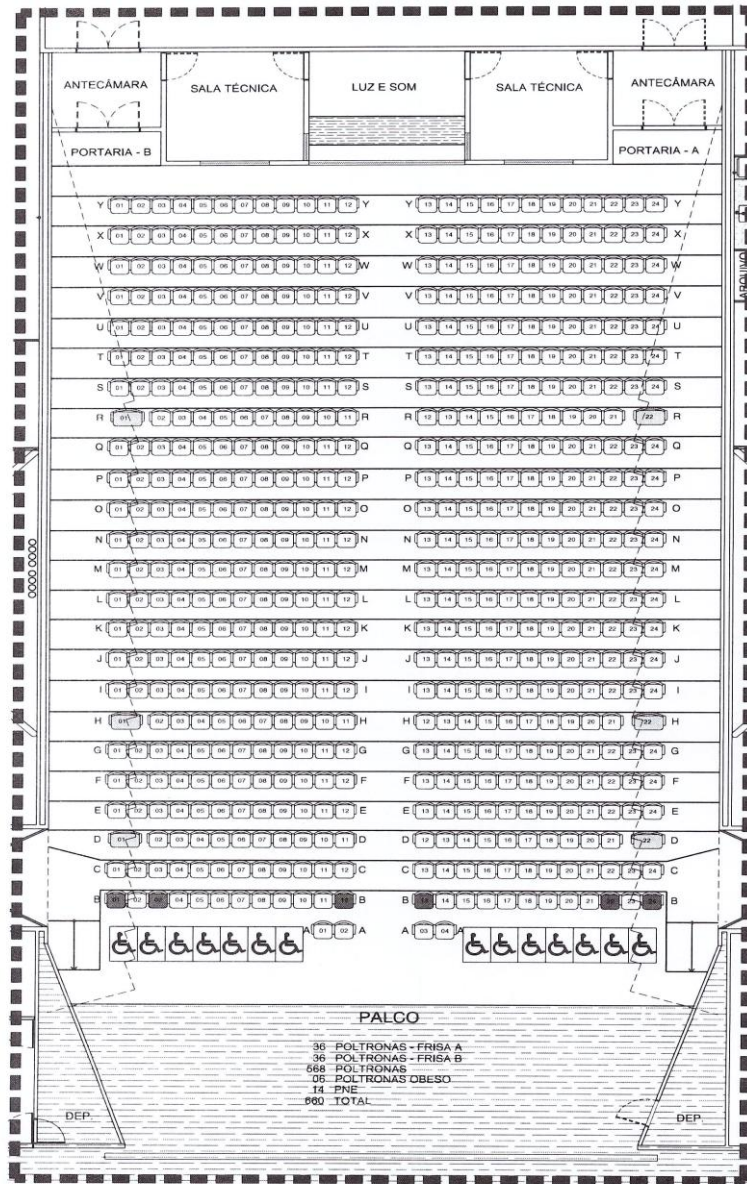 ANTECÂMARA SALA TÉCNICA LUZ E SOM SALA TÉCNICA ANTECÂMARA
PORTARIA - B PORTARIA - A
Y 01 02 03 04 05 06 07 08 09 10 11 12 Y Y 13 14 15 16 17 18 19 20 21 22 23 24 Y
X 01 02 03 04 05 06 07 08 09 10 11 12 X X 13 14 15 16 17 18 19 20 21 22 23 24 X
W 01 02 03 04 05 06 07 08 09 10 11 12 W W 13 14 15 16 17 18 19 20 21 22 23 24 W
ARQUIVO
V 01 02 03 04 05 06 07 08 09 10 11 12 V V 13 14 15 16 17 18 19 20 21 22 23 24 V
U 01 02 03 04 05 06 07 08 09 10 11 12 U U 13 14 15 16 17 18 19 20 21 22 23 24 U
T 01 02 03 04 05 06 07 08 09 10 11 12 T T 13 14 15 16 17 18 19 20 21 22 23 24 T
S 01 02 03 04 05 06 07 08 09 10 11 12 S S 13 14 15 16 17 18 19 20 21 22 23 24 S
R 01 02 03 04 05 06 07 08 09 10 11 R R 12 13 14 15 16 17 18 19 20 21 22 R
Q 01 02 03 04 05 06 07 08 09 10 11 12 Q Q 13 14 15 16 17 18 19 20 21 22 23 24 Q
P 01 02 03 04 05 06 07 08 09 10 11 12 P P 13 14 15 16 17 18 19 20 21 22 23 24 P
O 01 02 03 04 05 06 07 08 09 10 11 12 O O 13 14 15 16 17 18 19 20 21 22 23 24 O
N 01 02 03 04 05 06 07 08 09 10 11 12 N N 13 14 15 16 17 18 19 20 21 22 23 24 N
M 01 02 03 04 05 06 07 08 09 10 11 12 M M 13 14 15 16 17 18 19 20 21 22 23 24 M
L 01 02 03 04 05 06 07 08 09 10 11 12 L L 13 14 15 16 17 18 19 20 21 22 23 24 L
K 01 02 03 04 05 06 07 08 09 10 11 12 K K 13 14 15 16 17 18 19 20 21 22 23 24 K
J 01 02 03 04 05 06 07 08 09 10 11 12 J J 13 14 15 16 17 18 19 20 21 22 23 24 J
I 01 02 03 04 05 06 07 08 09 10 11 12 I I 13 14 15 16 17 18 19 20 21 22 23 24 I
H 01 02 03 04 05 06 07 08 09 10 11 H H 12 13 14 15 16 17 18 19 20 21 22 H
G 01 02 03 04 05 06 07 08 09 10 11 12 G G 13 14 15 16 17 18 19 20 21 22 23 24 G
F 01 02 03 04 05 06 07 08 09 10 11 12 F F 13 14 15 16 17 18 19 20 21 22 23 24 F
E 01 02 03 04 05 06 07 08 09 10 11 12 E E 13 14 15 16 17 18 19 20 21 22 23 24 E
D 01 02 03 04 05 06 07 08 09 10 11 D D 12 13 14 15 16 17 18 19 20 21 22 D
C 01 02 03 04 05 06 07 08 09 10 11 12 C C 13 14 15 16 17 18 19 20 21 22 23 24 C
B 02 04 05 06 07 08 09 10 11 B B 14 15 16 17 18 19 20 21 23 B
A 01 02 A A 03 04 A
PALCO
36 POLTRONAS - FRISA A
36 POLTRONAS - FRISA B
568 POLTRONAS
06 POLTRONAS OBESO
14 PNE
660 TOTAL
DEP. DEP.